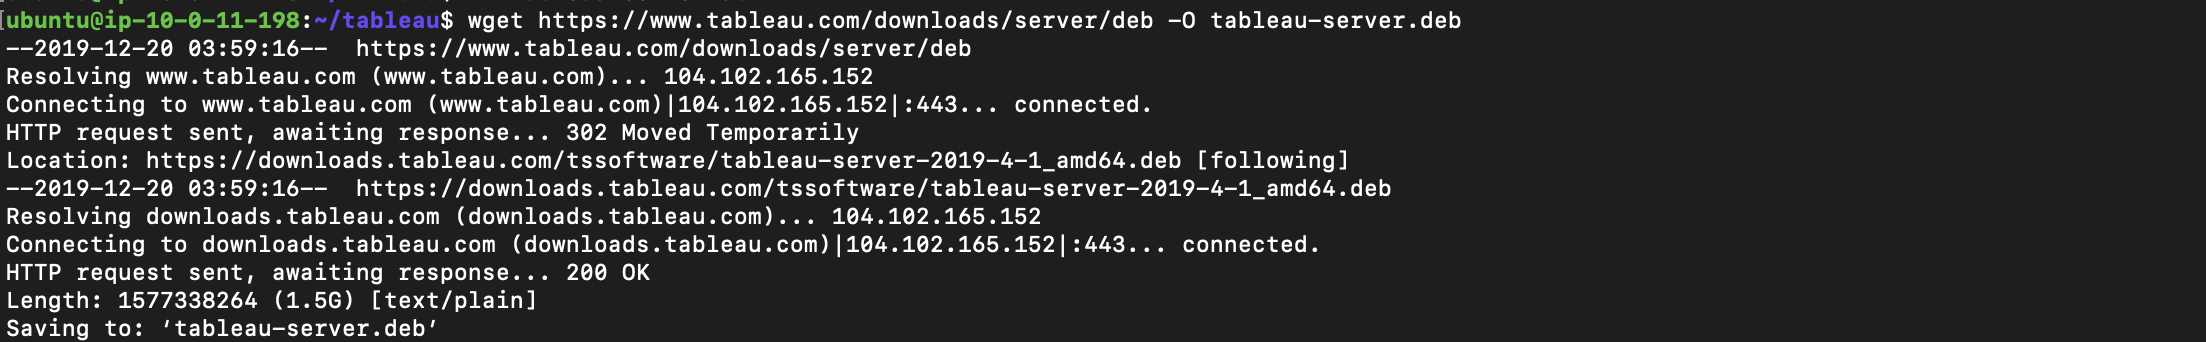 [ubuntu@ip-10-0-11-198:~/tableau$ wget https://www.tableau.com/downloads/server/deb -O tableau-server.deb
--2019-12-20 03:59:16--  https://www.tableau.com/downloads/server/deb
Resolving www.tableau.com (www.tableau.com)... 104.102.165.152
Connecting to www.tableau.com (www.tableau.com)|104.102.165.152|:443... connected.
HTTP request sent, awaiting response... 302 Moved Temporarily
Location: https://downloads.tableau.com/tssoftware/tableau-server-2019-4-1_amd64.deb [following]
--2019-12-20 03:59:16--  https://downloads.tableau.com/tssoftware/tableau-server-2019-4-1_amd64.deb
Resolving downloads.tableau.com (downloads.tableau.com)... 104.102.165.152
Connecting to downloads.tableau.com (downloads.tableau.com)|104.102.165.152|:443... connected.
HTTP request sent, awaiting response... 200 OK
Length: 1577338264 (1.5G) [text/plain]
Saving to: ‘tableau-server.deb’